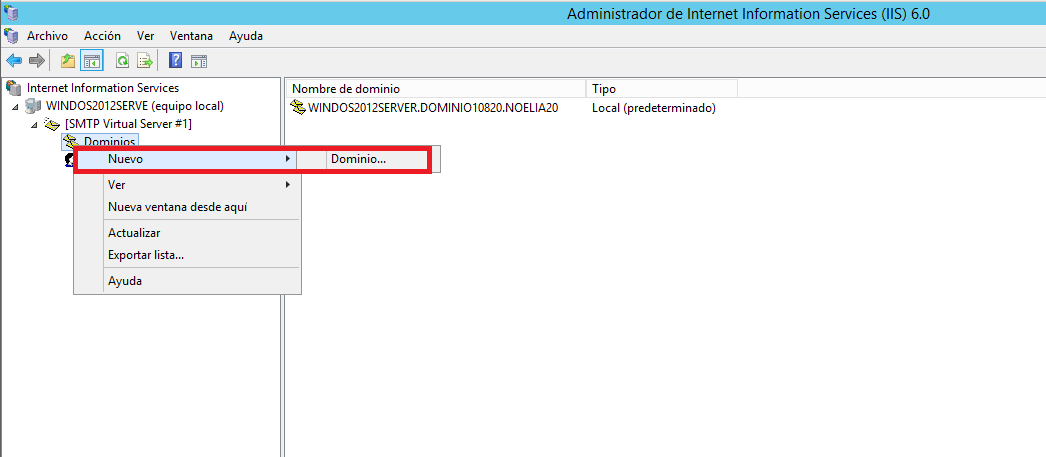 Administrador de Internet Information Services (IIS) 6.0
Archivo Acción Ver Ventana Ayuda
Internet Information Services
WINDOS2012SERVE (equipo local)
[SMTP Virtual Server #1]
Dominios
Nombre de dominio Tipo
WINDOS2012SERVER.DOMINIO10820.NOELIA20 Local (predeterminado)
Nuevo
Dominio...
Ver
Nueva ventana desde aquí
Actualizar
Exportar lista...
Ayuda